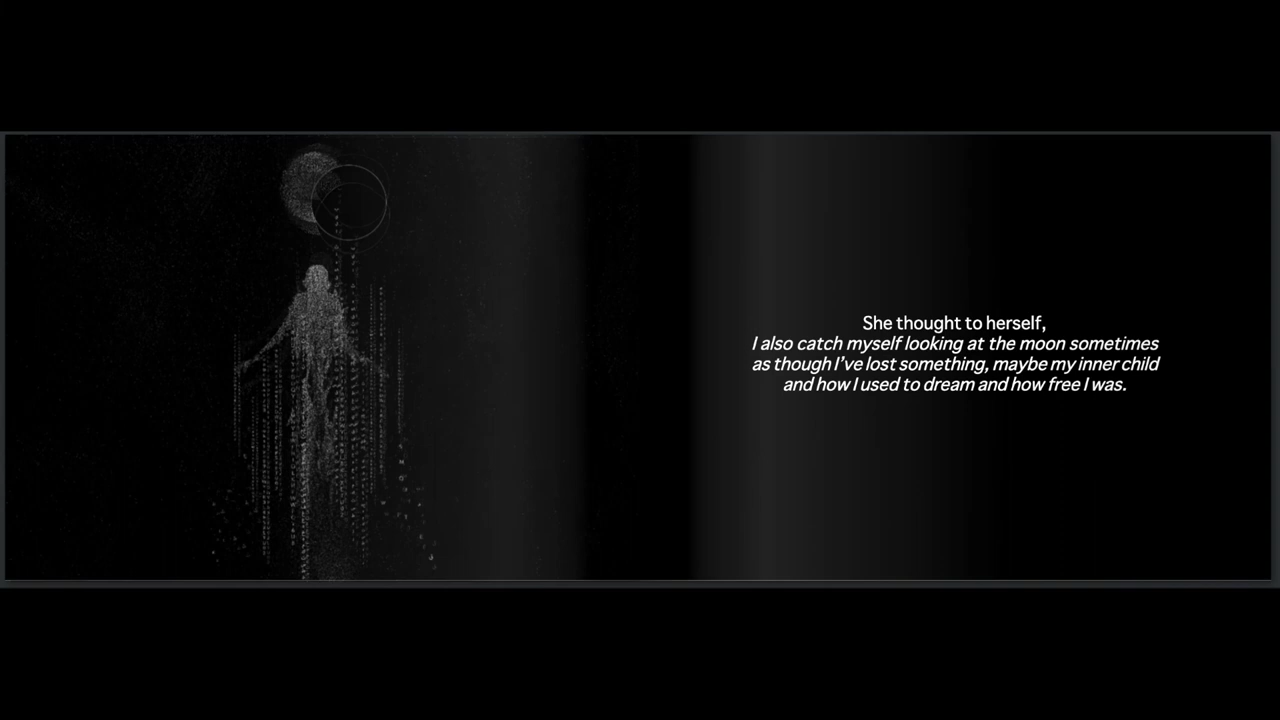 She thought to herself,
I also catch myself looking at the moon sometimes
as though I've lost something, maybe my inner child
and how I used to dream and how free I was.